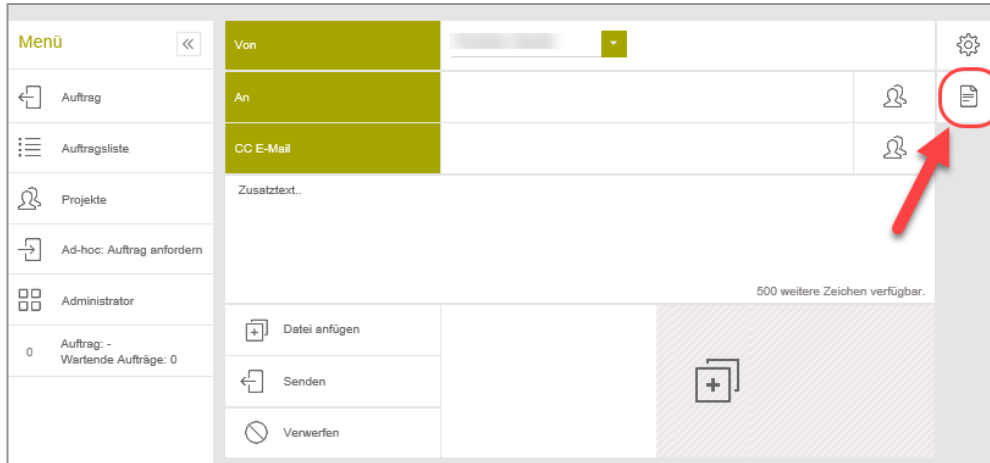 Menü
Von
Auftrag
An
Auftragsliste
CC E-Mail
Projekte
Zusatztext..
Ad-hoc: Auftrag anfordern
Administrator
500 weitere Zeichen verfügbar.
0
Auftrag: -
Wartende Aufträge: 0
Datei anfügen
Senden
Verwerfen